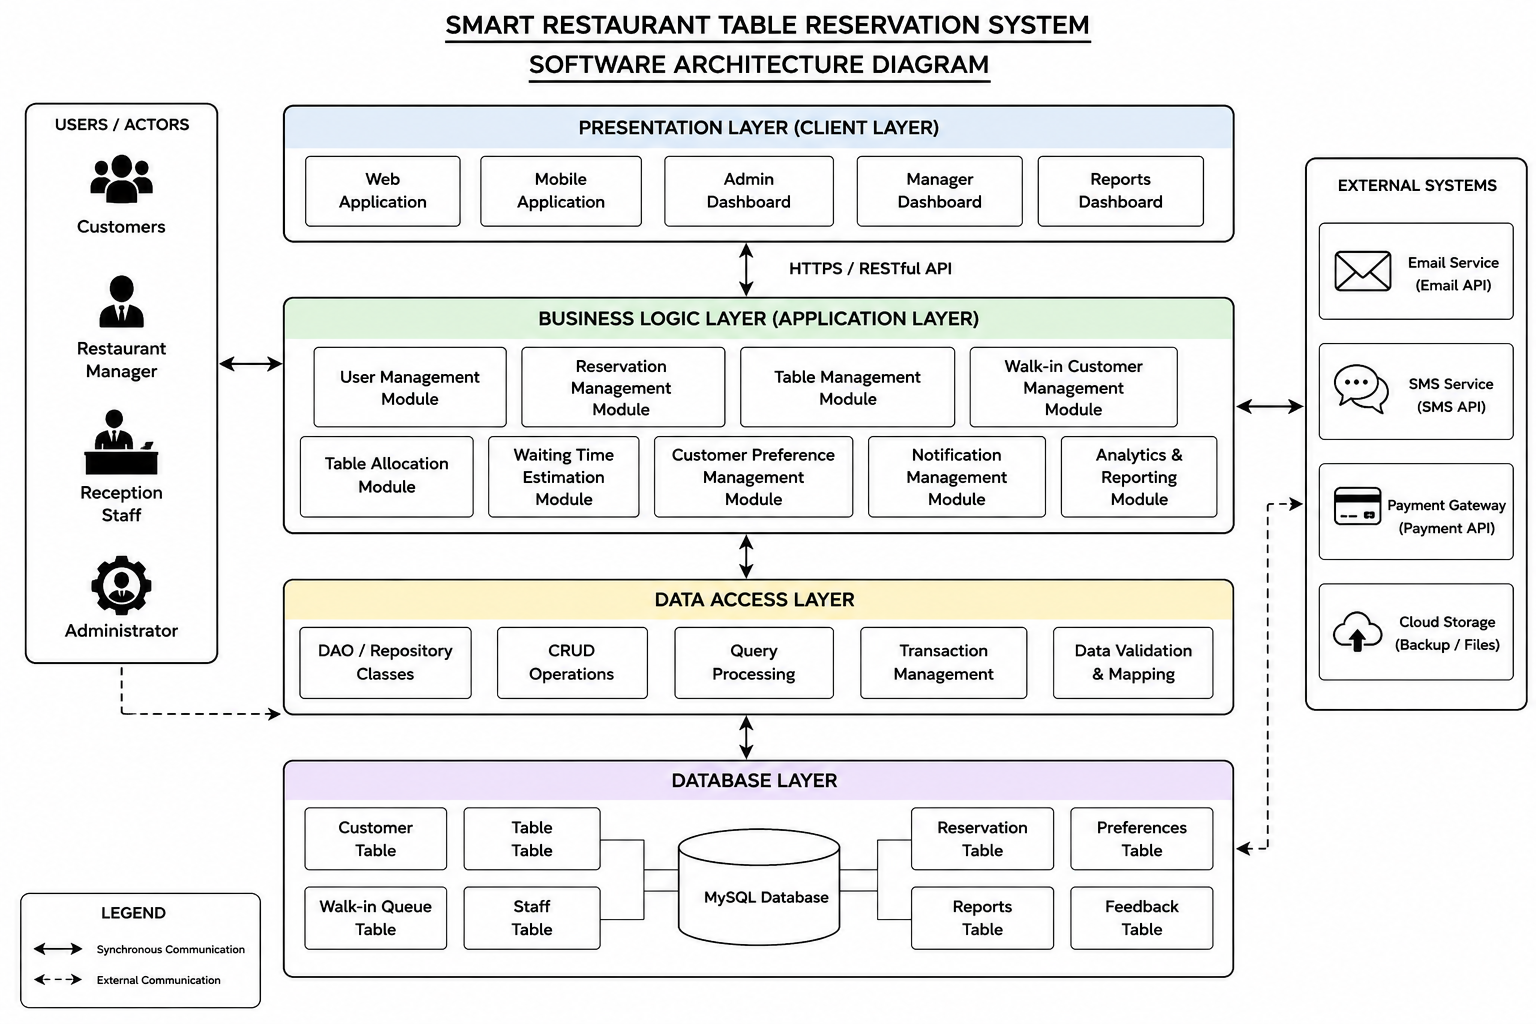 SMART RESTAURANT TABLE RESERVATION SYSTEM
SOFTWARE ARCHITECTURE DIAGRAM
USERS / ACTORS
Customers
Restaurant
Manager
Reception
Staff
Administrator
PRESENTATION LAYER (CLIENT LAYER)
Web
Application
Mobile
Application
Admin
Dashboard
Manager
Dashboard
Reports
Dashboard
HTTPS / RESTful API
BUSINESS LOGIC LAYER (APPLICATION LAYER)
User Management
Module
Reservation
Management
Module
Table Management
Module
Walk-in Customer
Management
Module
Table Allocation
Module
Waiting Time
Estimation
Module
Customer Preference
Management
Module
Notification
Management
Module
Analytics &
Reporting
Module
DATA ACCESS LAYER
DAO / Repository
Classes
CRUD
Operations
Query
Processing
Transaction
Management
Data Validation
& Mapping
DATABASE LAYER
Customer
Table
Table
Table
Walk-in Queue
Table
Staff
Table
MySQL Database
Reservation
Table
Preferences
Table
Reports
Table
Feedback
Table
EXTERNAL SYSTEMS
Email Service
(Email API)
SMS Service
(SMS API)
Payment Gateway
(Payment API)
Cloud Storage
(Backup / Files)
LEGEND
Synchronous Communication
External Communication